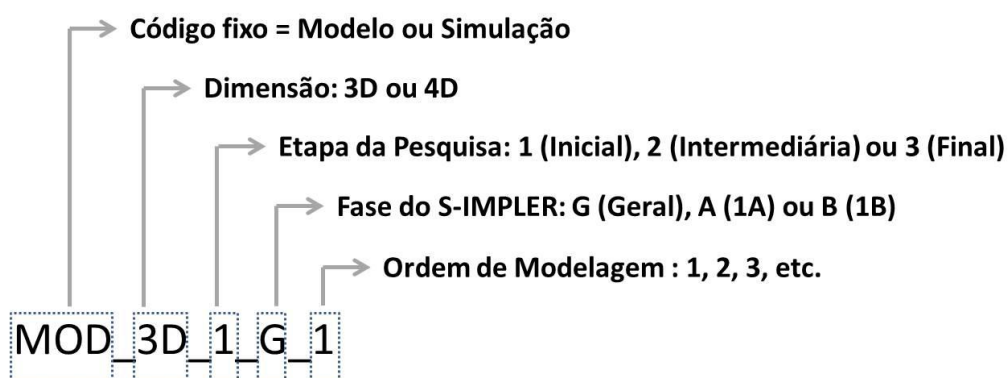 Código fixo = Modelo ou Simulação
Dimensão: 3D ou 4D
Etapa da Pesquisa: 1 (Inicial), 2 (Intermediária) ou 3 (Final)
Fase do S-IMPLER: G (Geral), A (1A) ou B (1B)
Ordem de Modelagem : 1, 2, 3, etc.
MOD_3D_1_G_1